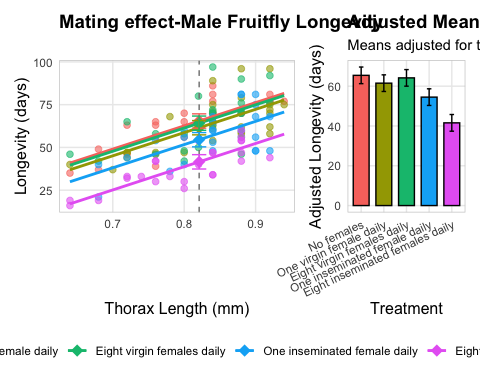 Mating effect-Male Fruitfly Longevity
Adjusted Mean
Means adjusted for t
Longevity (days)
100
75
50
25
0.7
0.8
0.9
Thorax Length (mm)
Adjusted Longevity (days)
60
40
20
0
No females
One virgin female daily
Eight virgin females daily
One inseminated female daily
Eight inseminated females daily
Treatment
emale daily
Eight virgin females daily
One inseminated female daily
Eight